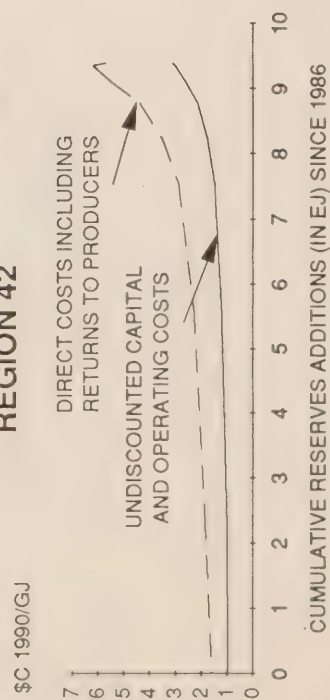 REGION 42
$C 1990/GJ
7
6
5
4
3
2
1
0
DIRECT COSTS INCLUDING
RETURNS TO PRODUCERS
UNDISCOUNTED CAPITAL
AND OPERATING COSTS
0 1 2 3 4 5 6 7 8 9 10
CUMULATIVE RESERVES ADDITIONS (IN EJ) SINCE 1986